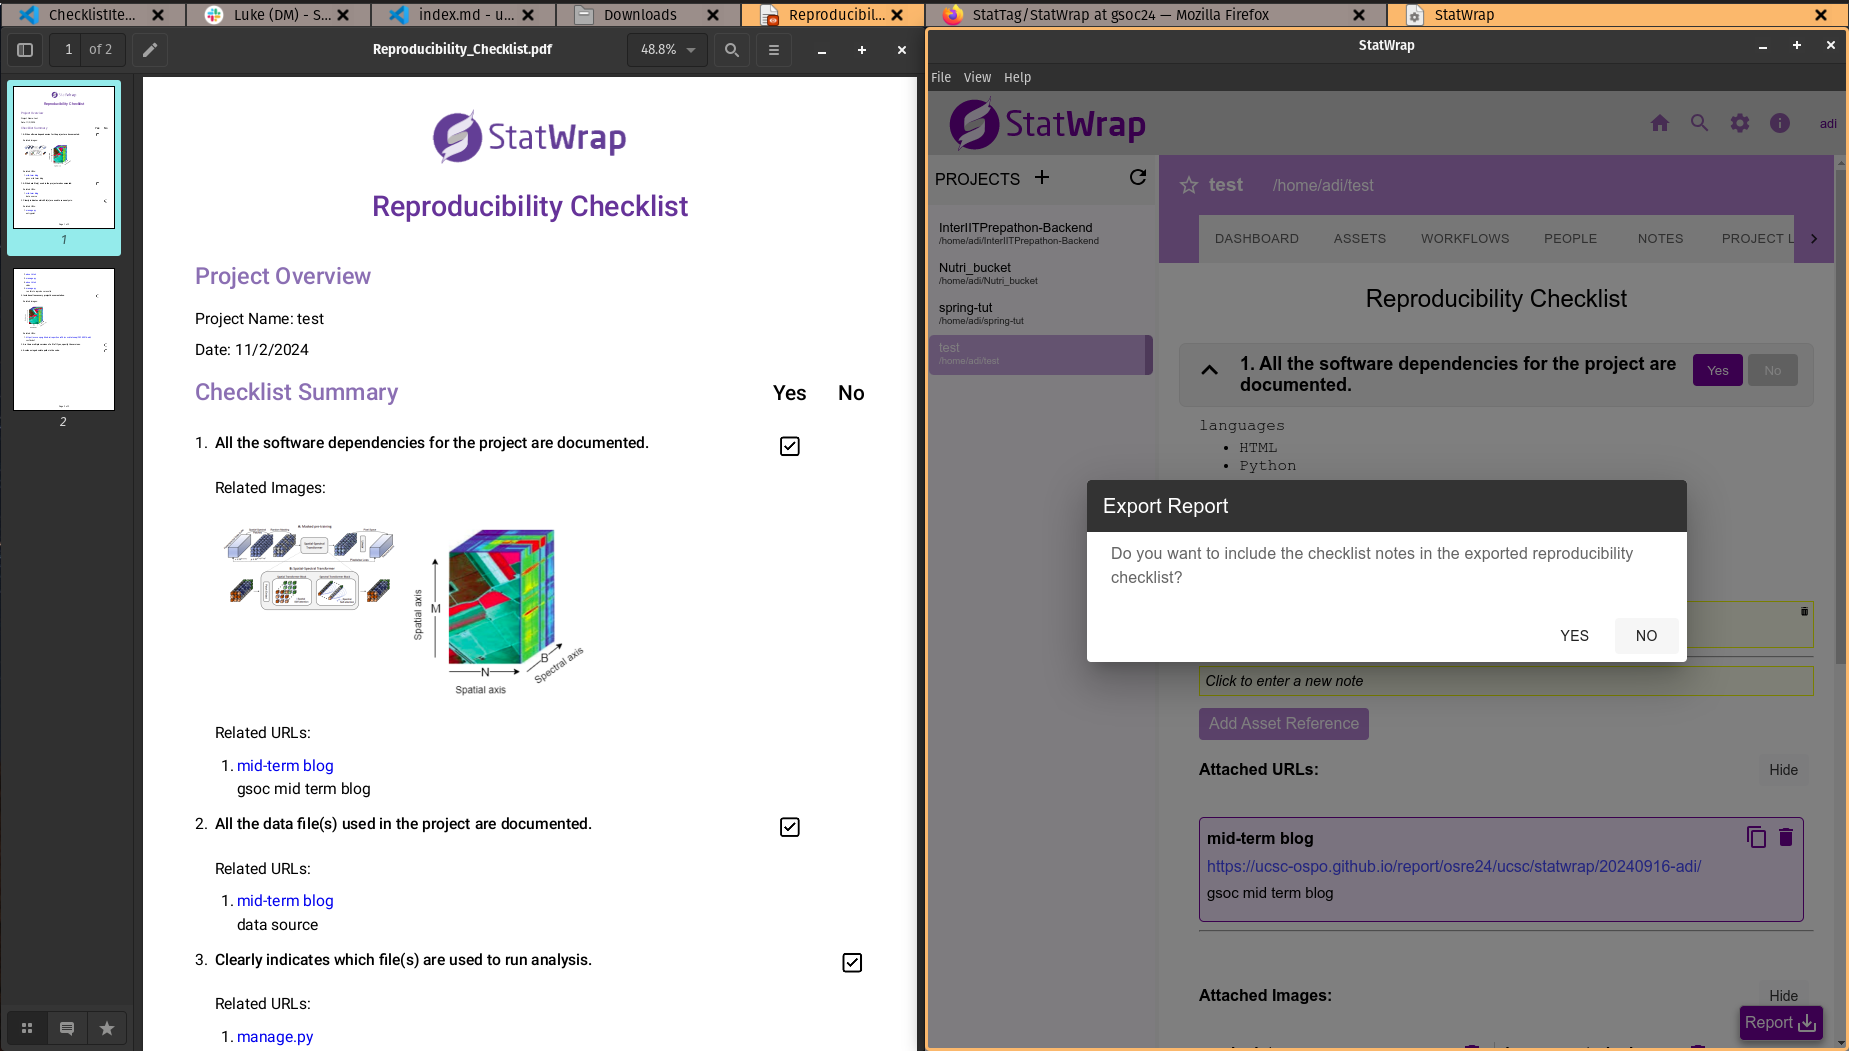 ChecklistIte...
Luke (DM) - S...
index.md - u...
Downloads
Reproducibil...
StatTag/StatWrap at gsoc24 — Mozilla Firefox
StatWrap
1 of 2
Reproducibility_Checklist.pdf
48.8%
1
2
StatWrap
Reproducibility Checklist
Project Overview
Project Name: test
Date: 11/2/2024
Checklist Summary Yes No
1. All the software dependencies for the project are documented.
Related Images:
Spatial axis
M
N
B
Spatial axis
Spectral axis
Related URLs:
1. mid-term blog
gsoc mid term blog
2. All the data file(s) used in the project are documented.
Related URLs:
1. mid-term blog
data source
3. Clearly indicates which file(s) are used to run analysis.
Related URLs:
1. manage.py
StatWrap
File View Help
StatWrap
adi
PROJECTS +
InterIITPrepathon-Backend
/home/adi/InterIITPrepathon-Backend
Nutri_bucket
/home/adi/Nutri_bucket
spring-tut
/home/adi/spring-tut
test
/home/adi/test
test /home/adi/test
DASHBOARD ASSETS WORKFLOWS PEOPLE NOTES PROJECT L
Reproducibility Checklist
1. All the software dependencies for the project are
documented.
Yes No
languages
• HTML
• Python
Export Report
Do you want to include the checklist notes in the exported reproducibility
checklist?
YES NO
Click to enter a new note
Add Asset Reference
Attached URLs: Hide
mid-term blog
https://ucsc-ospo.github.io/report/osre24/ucsc/statwrap/20240916-adi/
gsoc mid term blog
Attached Images: Hide
Report